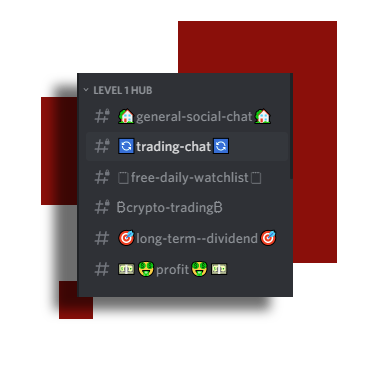 LEVEL 1 HUB
🏠general-social-chat🏠
🔄trading-chat🔄
▯free-daily-watchlist▯
Bcrypto-tradingB
🎯long-term--dividend🎯
💵🤑profit🤑💵